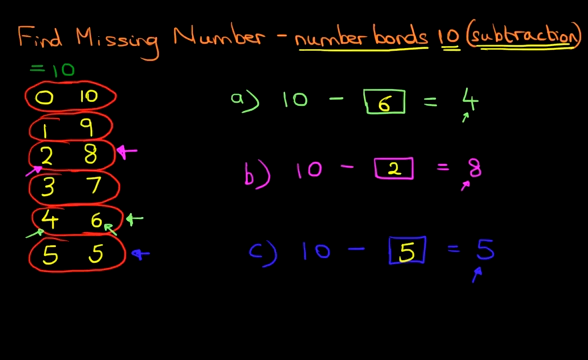 Find Missing Number - number bonds 10 (subtraction)
= 10
0 10
1 9
2 8
3 7
4 6
5 5
a) 10 - 6 = 4
b) 10 - 2 = 8
c) 10 - 5 = 5